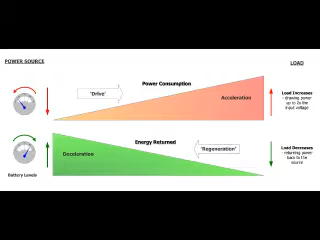 POWER SOURCE
LOAD
Power Consumption
'Drive'
Acceleration
Load Increases
- drawing power
up to 2x the
input voltage
Energy Returned
'Regeneration'
Deceleration
Load Decreases
- returning power
back to the
source
Battery Levels